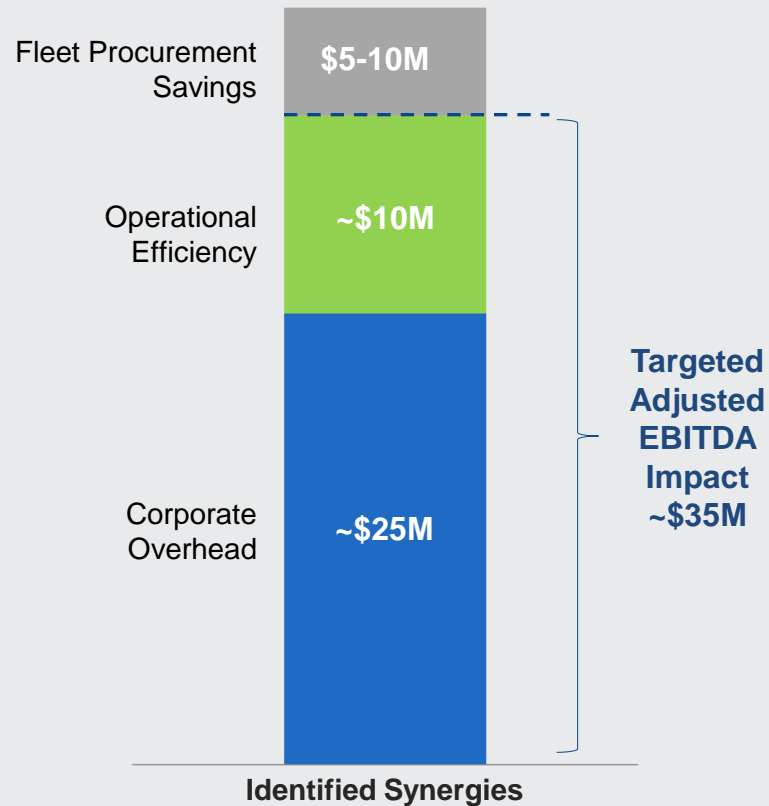 Fleet Procurement
Savings
$5-10M
Operational
Efficiency
~$10M
Corporate
Overhead
~$25M
Targeted
Adjusted
EBITDA
Impact
~$35M
Identified Synergies